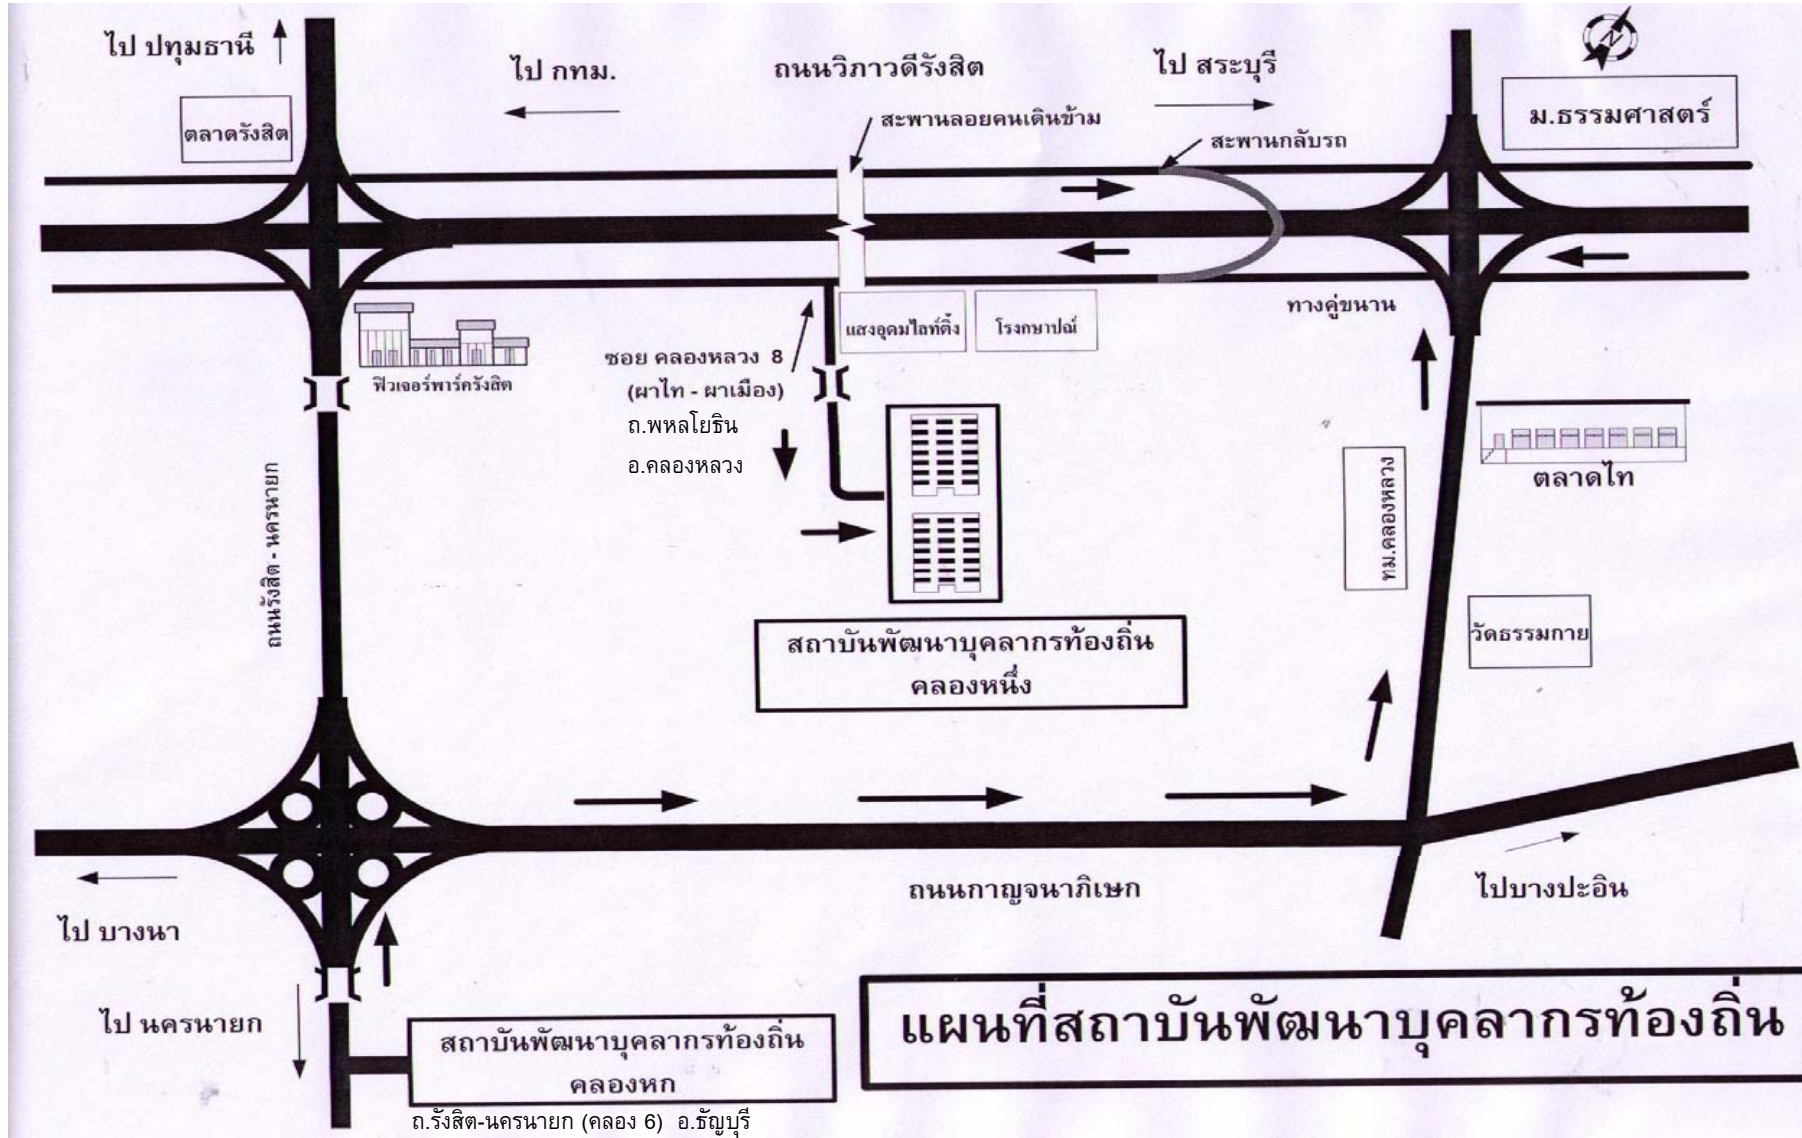 ไป ปทุมธานี
ไป กทม.
ถนนวิภาวดีรังสิต
ไป สระบุรี
N
ตลาดรังสิต
สะพานลอยคนเดินข้าม
สะพานกลับรถ
ม.ธรรมศาสตร์
แสงอุดมไลท์ติ้ง
โรงกษาปณ์
ทางคู่ขนาน
ฟิวเจอร์พาร์ครังสิต
ซอย คลองหลวง 8
(ผาไท - ผาเมือง)
ถ.พหลโยธิน
อ.คลองหลวง
ถนนรังสิต - นครนายก
ทม.คลองหลวง
ตลาดไท
วัดธรรมกาย
สถาบันพัฒนาบุคลากรท้องถิ่น
คลองหนึ่ง
ถนนกาญจนาภิเษก
ไปบางปะอิน
ไป บางนา
ไป นครนายก
สถาบันพัฒนาบุคลากรท้องถิ่น
คลองหก
ถ.รังสิต-นครนายก (คลอง 6) อ.ธัญบุรี
แผนที่สถาบันพัฒนาบุคลากรท้องถิ่น